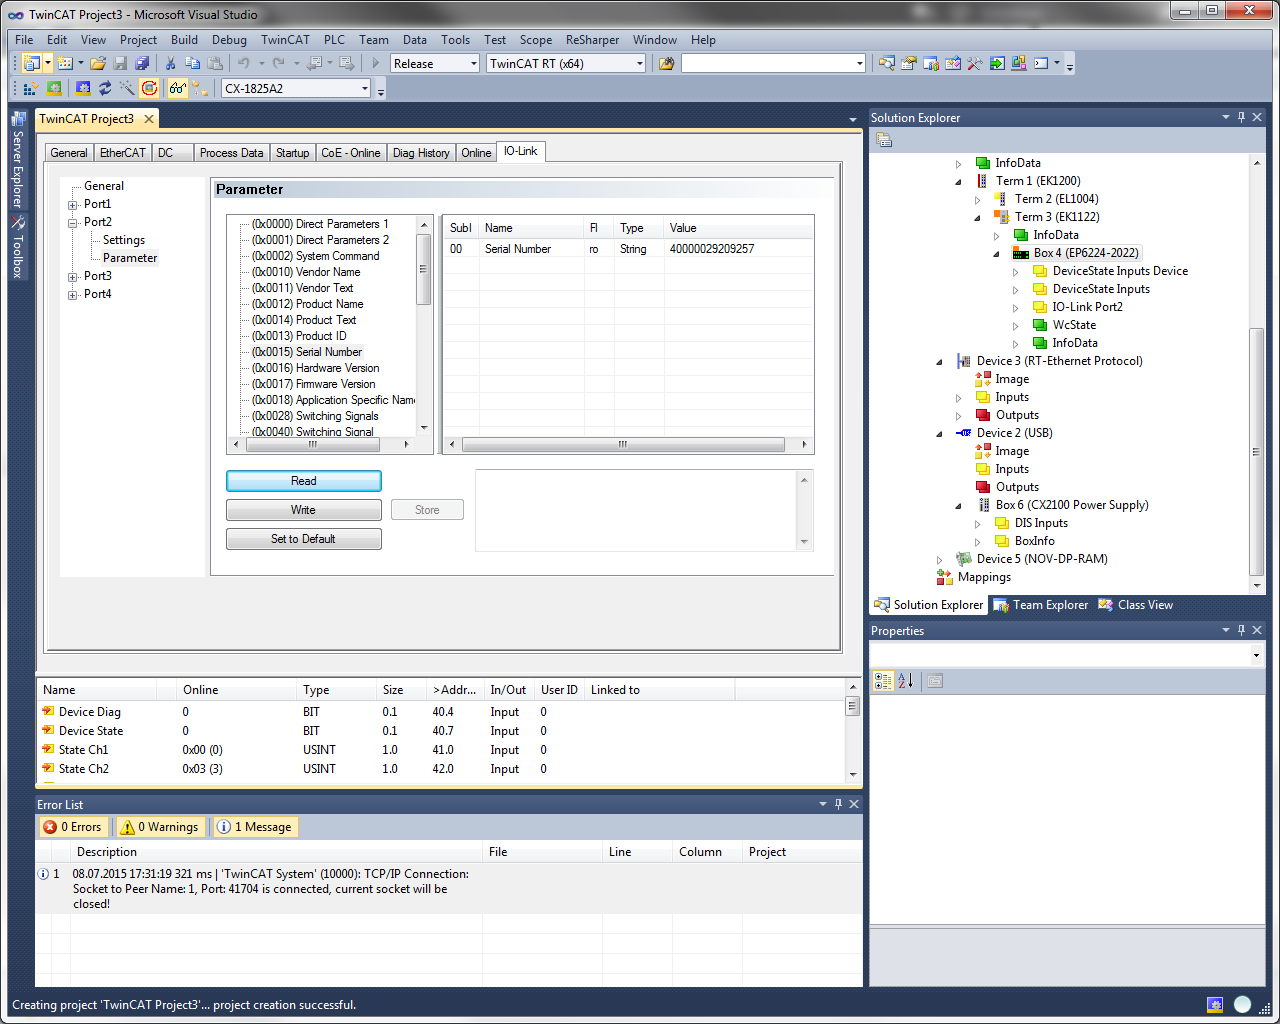 TwinCAT Project3 - Microsoft Visual Studio
File Edit View Project Build Debug TwinCAT PLC Team Data Tools Test Scope ReSharper Window Help
Release TwinCAT RT (x64)
CX-1825A2
Server Explorer
Toolbox
TwinCAT Project3
General EtherCAT DC Process Data Startup CoE - Online Diag History Online IO-Link
General
Port1
Port2
Settings
Parameter
Port3
Port4
Parameter
(0x0000) Direct Parameters 1
(0x0001) Direct Parameters 2
(0x0002) System Command
(0x0010) Vendor Name
(0x0011) Vendor Text
(0x0012) Product Name
(0x0014) Product Text
(0x0013) Product ID
(0x0015) Serial Number
(0x0016) Hardware Version
(0x0017) Firmware Version
(0x0018) Application Specific Name
(0x0028) Switching Signals
(0x0040) Switching Signal
SubI Name Fl Type Value
00 Serial Number ro String 40000029209257
Read
Write Store
Set to Default
Name Online Type Size >Addr... In/Out User ID Linked to
Device Diag 0 BIT 0.1 40.4 Input 0
Device State 0 BIT 0.1 40.7 Input 0
State Ch1 0x00 (0) USINT 1.0 41.0 Input 0
State Ch2 0x03 (3) USINT 1.0 42.0 Input 0
Error List
0 Errors 0 Warnings 1 Message
Description File Line Column Project
1 08.07.2015 17:31:19 321 ms | 'TwinCAT System' (10000): TCP/IP Connection:
Socket to Peer Name: 1, Port: 41704 is connected, current socket will be
closed!
Solution Explorer
InfoData
Term 1 (EK1200)
Term 2 (EL1004)
Term 3 (EK1122)
InfoData
Box 4 (EP6224-2022)
DeviceState Inputs Device
DeviceState Inputs
IO-Link Port2
WcState
InfoData
Device 3 (RT-Ethernet Protocol)
Image
Inputs
Outputs
Device 2 (USB)
Image
Inputs
Outputs
Box 6 (CX2100 Power Supply)
DIS Inputs
BoxInfo
Device 5 (NOV-DP-RAM)
Mappings
Solution Explorer Team Explorer Class View
Properties
Creating project 'TwinCAT Project3'... project creation successful.